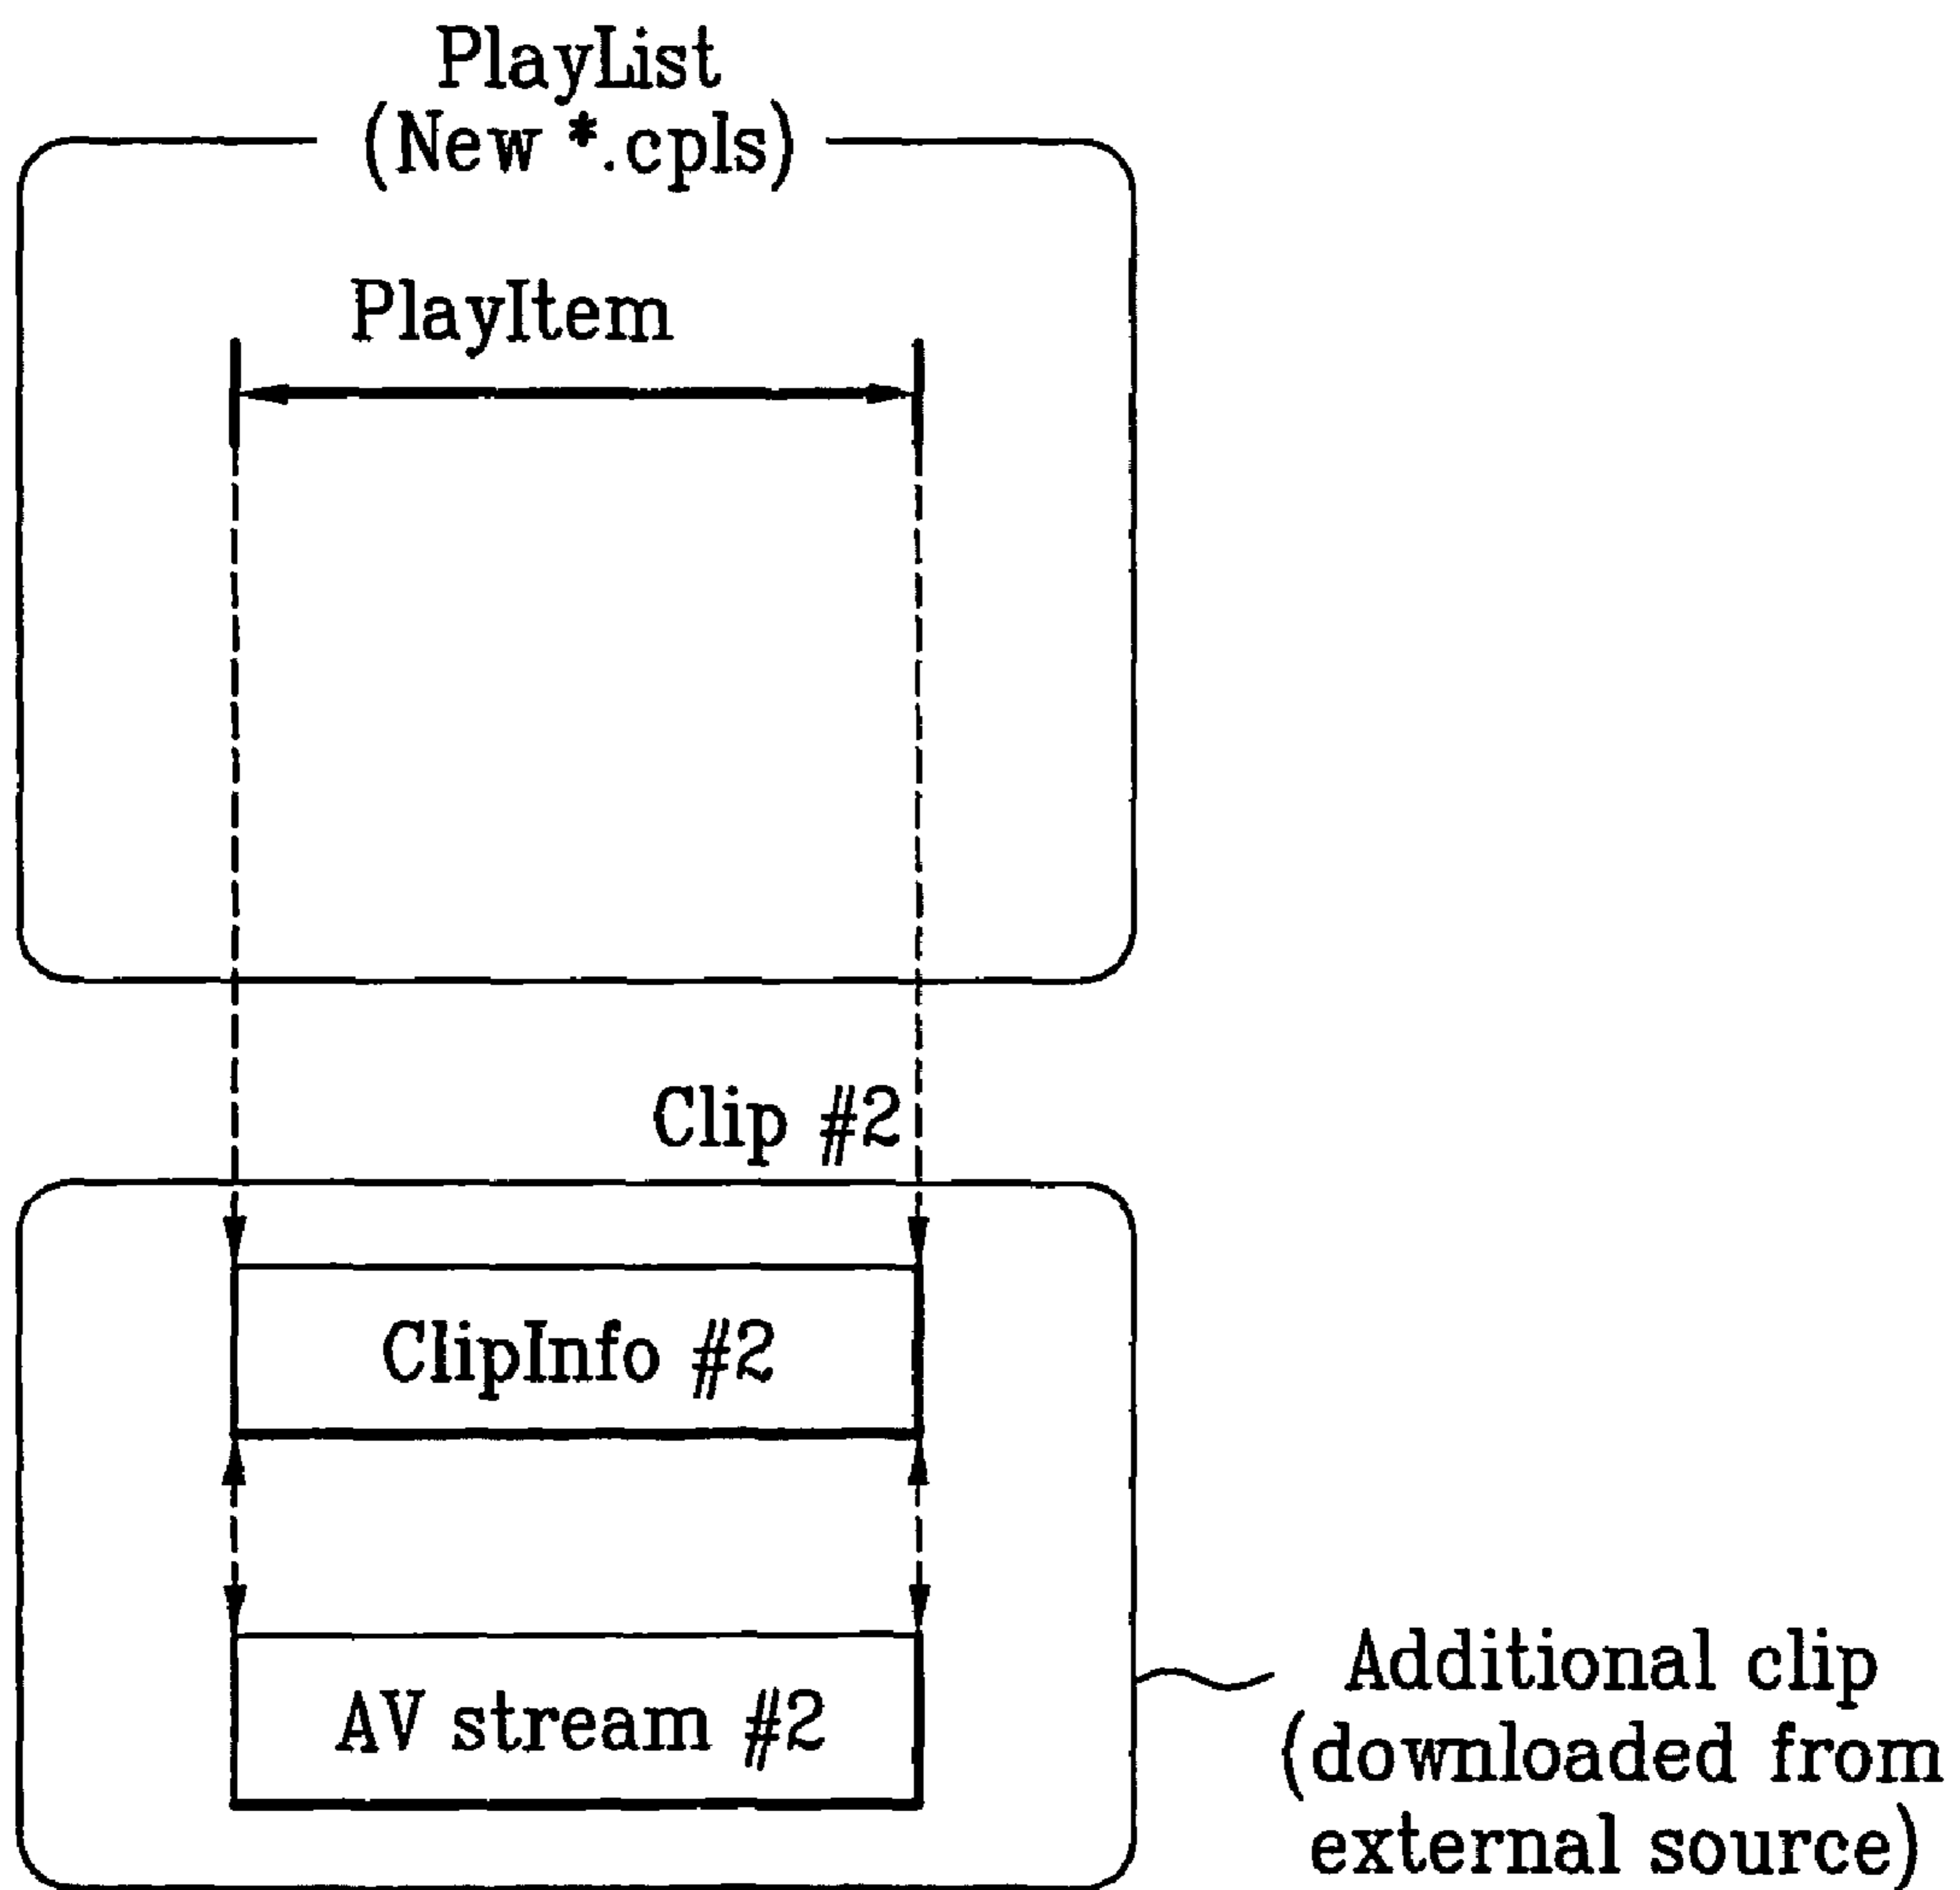 PlayList
(New *.cpls)
PlayItem
Clip #2
ClipInfo #2
AV stream #2
Additional clip
(downloaded from
external source)